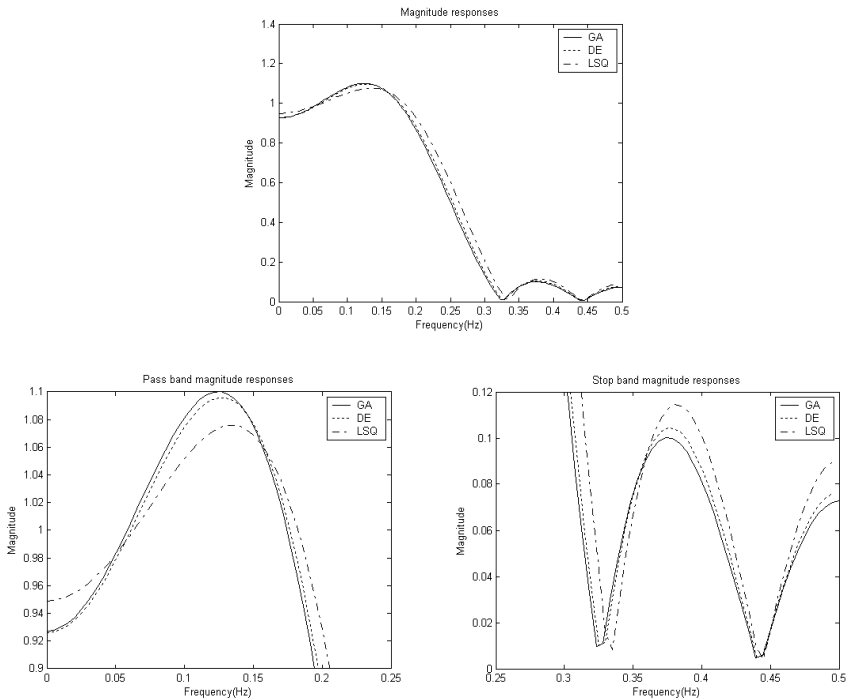 Magnitude responses
1.4
1.2
1
0.8
0.6
0.4
0.2
0
Magnitude
GA
DE
LSQ
0 0.05 0.1 0.15 0.2 0.25 0.3 0.35 0.4 0.45 0.5
Frequency(Hz)
Pass band magnitude responses
1.1
1.08
1.06
1.04
1.02
1
0.98
0.96
0.94
0.92
0.9
Magnitude
GA
DE
LSQ
0 0.05 0.1 0.15 0.2 0.25
Frequency(Hz)
Stop band magnitude responses
0.12
0.1
0.08
0.06
0.04
0.02
0
Magnitude
GA
DE
LSQ
0.25 0.3 0.35 0.4 0.45 0.5
Frequency(Hz)